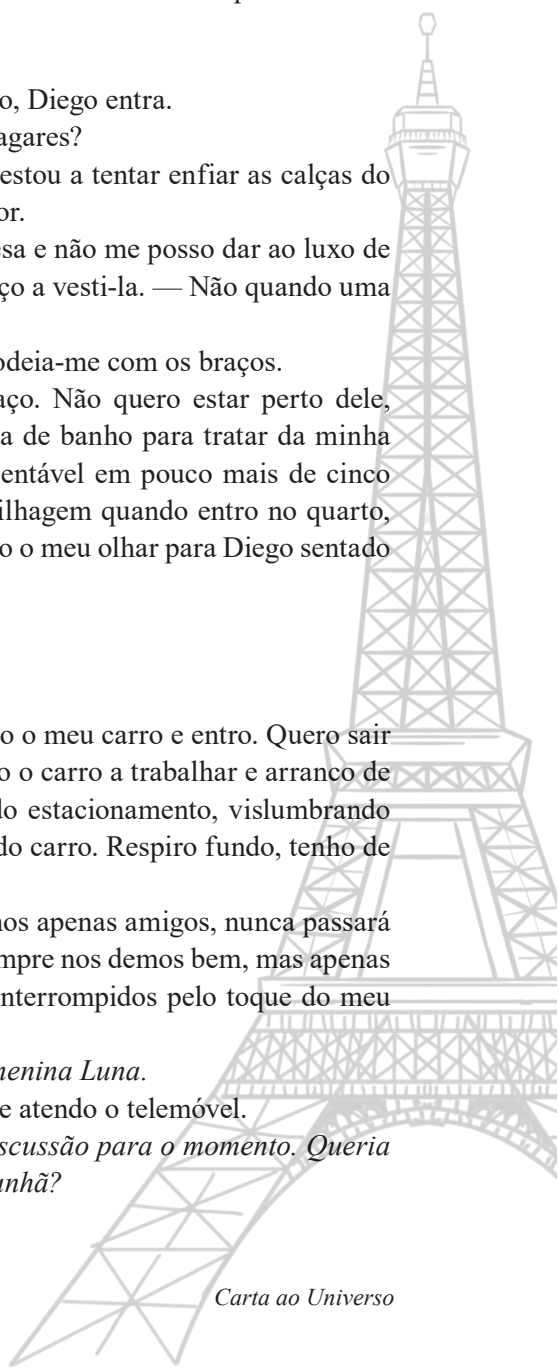 o, Diego entra.
agares?
estou a tentar enfiar as calças do
or.
esa e não me posso dar ao luxo de
ço a vesti-la. — Não quando uma
odeia-me com os braços.
aço. Não quero estar perto dele,
a de banho para tratar da minha
entável em pouco mais de cinco
ilhagem quando entro no quarto,
o o meu olhar para Diego sentado
o o meu carro e entro. Quero sair
o o carro a trabalhar e arranco de
do estacionamento, vislumbrando
do carro. Respiro fundo, tenho de
nos apenas amigos, nunca passará
mpre nos demos bem, mas apenas
nterrompidos pelo toque do meu
menina Luna.
e atendo o telemóvel.
scussão para o momento. Queria
anhã?
Carta ao Universo